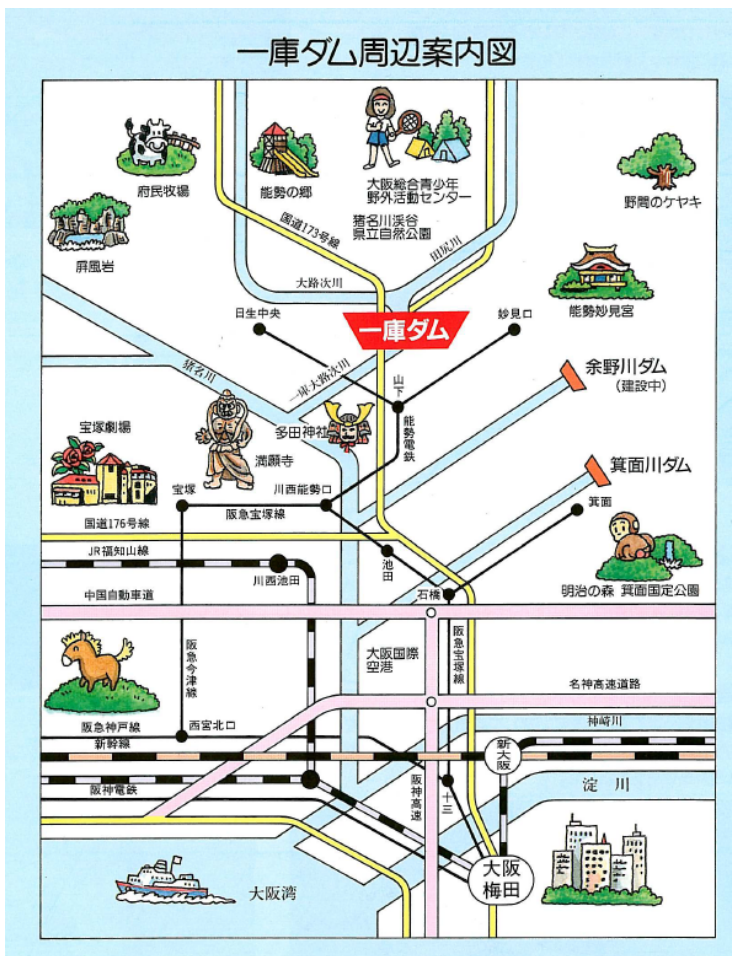 一庫ダム周辺案内図
府民牧場
能勢の郷
大阪総合青少年
野外活動センター
猪名川渓谷
県立自然公園
野間のケヤキ
屏風岩
国道173号線
田尻川
大路次川
能勢妙見宮
日生中央
一庫ダム
妙見口
猪名川
一庫大路次川
山下
余野川ダム
(建設中)
宝塚劇場
満願寺
多田神社
能勢電鉄
箕面川ダム
宝塚
川西能勢口
阪急宝塚線
箕面
国道176号線
JR福知山線
池田
川西池田
石橋
明治の森 箕面国定公園
中国自動車道
阪急今津線
大阪国際
空港
阪急宝塚線
名神高速道路
阪急神戸線
西宮北口
神崎川
新幹線
新大阪
阪神電鉄
阪神高速
十三
淀川
大阪
梅田
大阪湾